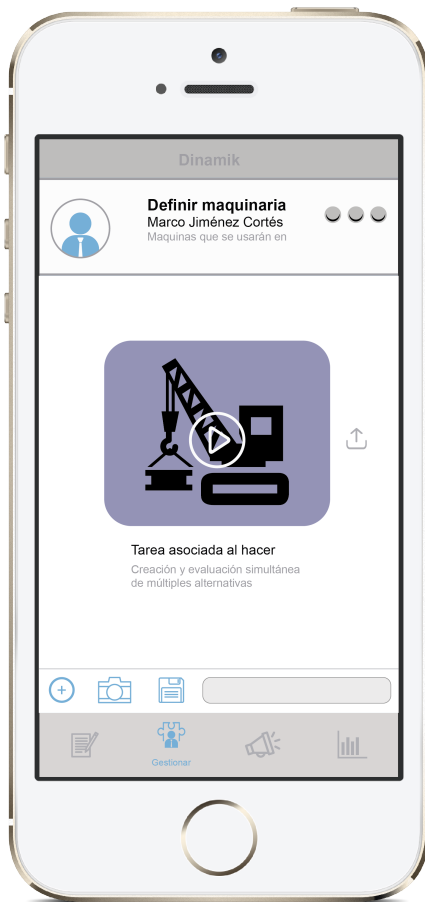 Dinamik
Definir maquinaria
Marco Jiménez Cortés
Maquinas que se usarán en
Tarea asociada al hacer
Creación y evaluación simultánea
de múltiples alternativas
Gestionar